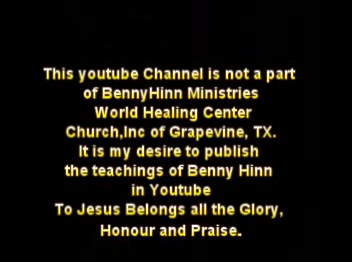 This youtube Channel is not a part
of BennyHinn Ministries
World Healing Center
Church,Inc of Grapevine, TX.
It is my desire to publish
the teachings of Benny Hinn
in Youtube
To Jesus Belongs all the Glory,
Honour and Praise.